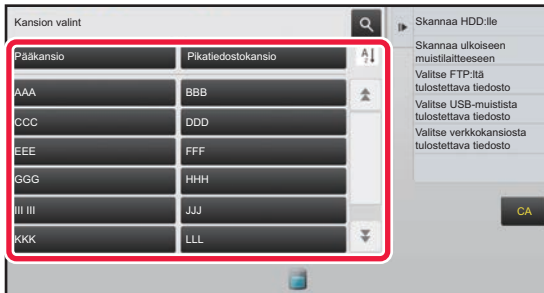 Kansion valint
Pääkansio
Pikatiedostokansio
AAA
BBB
CCC
DDD
EEE
FFF
GGG
HHH
III III
JJJ
KKK
LLL
Skannaa HDD:lle
Skannaa ulkoiseen
muistilaitteeseen
Valitse FTP:ltä
tulostettava tiedosto
Valitse USB-muistista
tulostettava tiedosto
Valitse verkkokansiosta
tulostettava tiedosto
CA